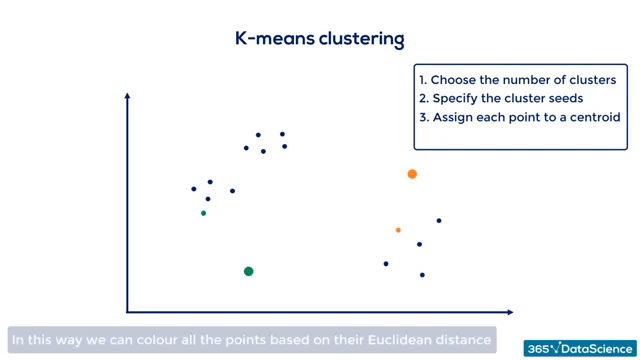 K-means clustering
1. Choose the number of clusters
2. Specify the cluster seeds
3. Assign each point to a centroid
In this way we can colour all the points based on their Euclidean distance
365√DataScience